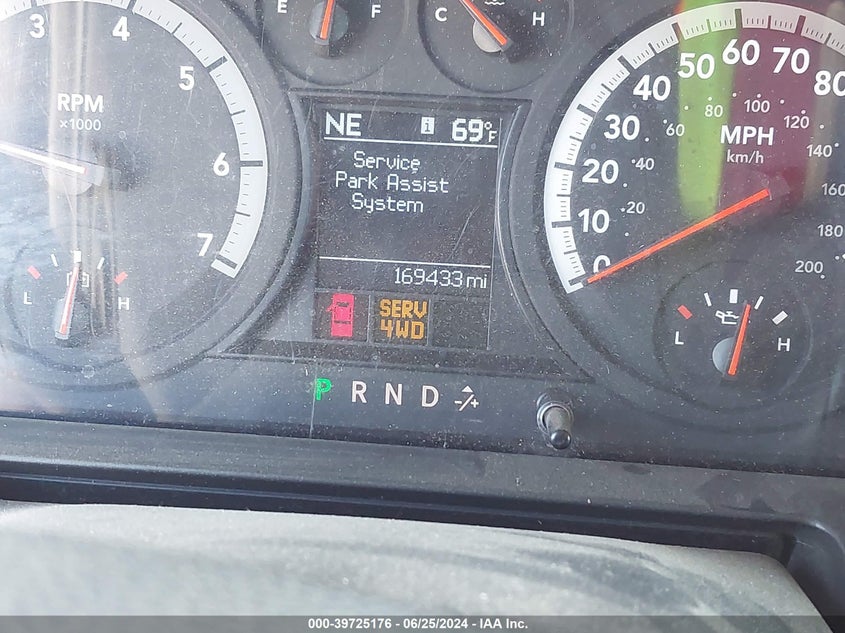 E F
C H
3 4 5 6 7
RPM
x1000
L H
NE i 69°F
Service
Park Assist
System
169433 mi
SERV
4WD
P R N D -/+
0 10 20 30 40 50 60 70 80
20 40 60 80 100 120 140 160 180 200
MPH
km/h
L H
000-39725176 - 06/25/2024 - IAA Inc.